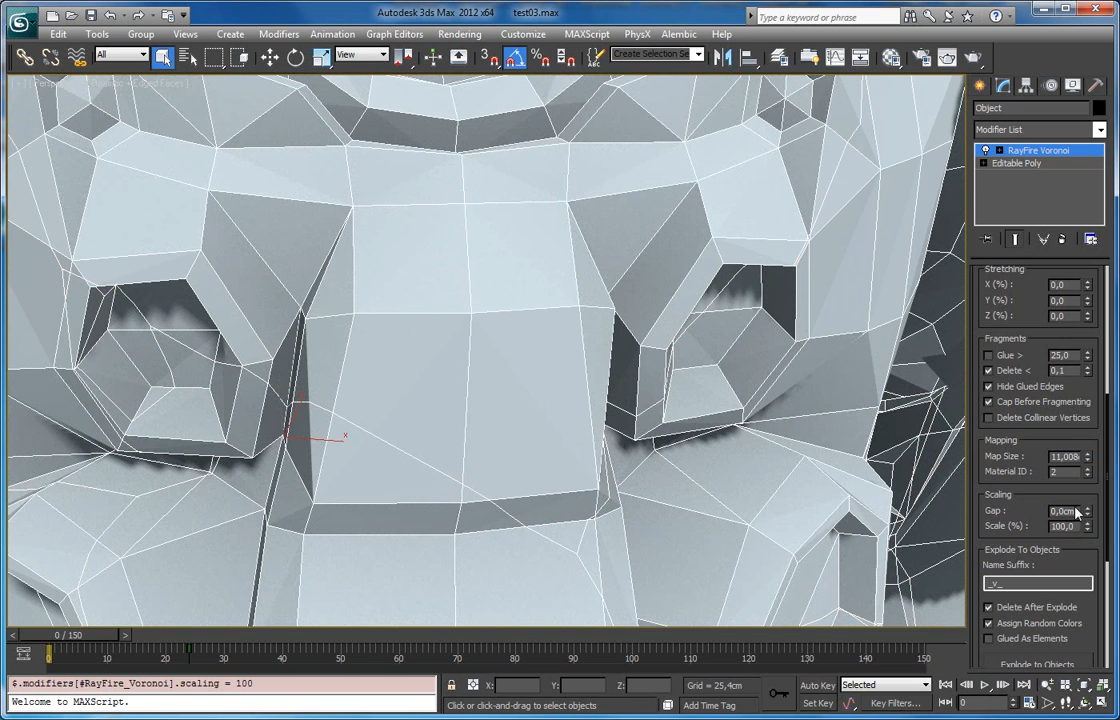 Autodesk 3ds Max 2012 x64 test03.max
Type a keyword or phrase
Edit Tools Group Views Create Modifiers Animation Graph Editors Rendering Customize MAXScript PhysX Alembic Help
All View Create Selection Se
Object
Modifier List
RayFire Voronoi
Editable Poly
Stretching
X (%) : 0,0
Y (%) : 0,0
Z (%) : 0,0
Fragments
Glue > 25,0
Delete < 0,1
Hide Glued Edges
Cap Before Fragmenting
Delete Collinear Vertices
Mapping
Map Size : 11,008
Material ID : 2
Scaling
Gap : 0,0cm
Scale (%) : 100,0
Explode To Objects
Name Suffix :
_v_
Delete After Explode
Assign Random Colors
Glued As Elements
Explode to Objects
x
< 0 / 150 >
0 10 20 30 40 50 60 70 80 90 100 110 120 130 140 150
$.modifiers[#RayFire_Voronoi].scaling = 100
Welcome to MAXScript.
X: Y: Z: Grid = 25,4cm
Click or click-and-drag to select objects
Add Time Tag
Auto Key Selected
Set Key Key Filters...
0